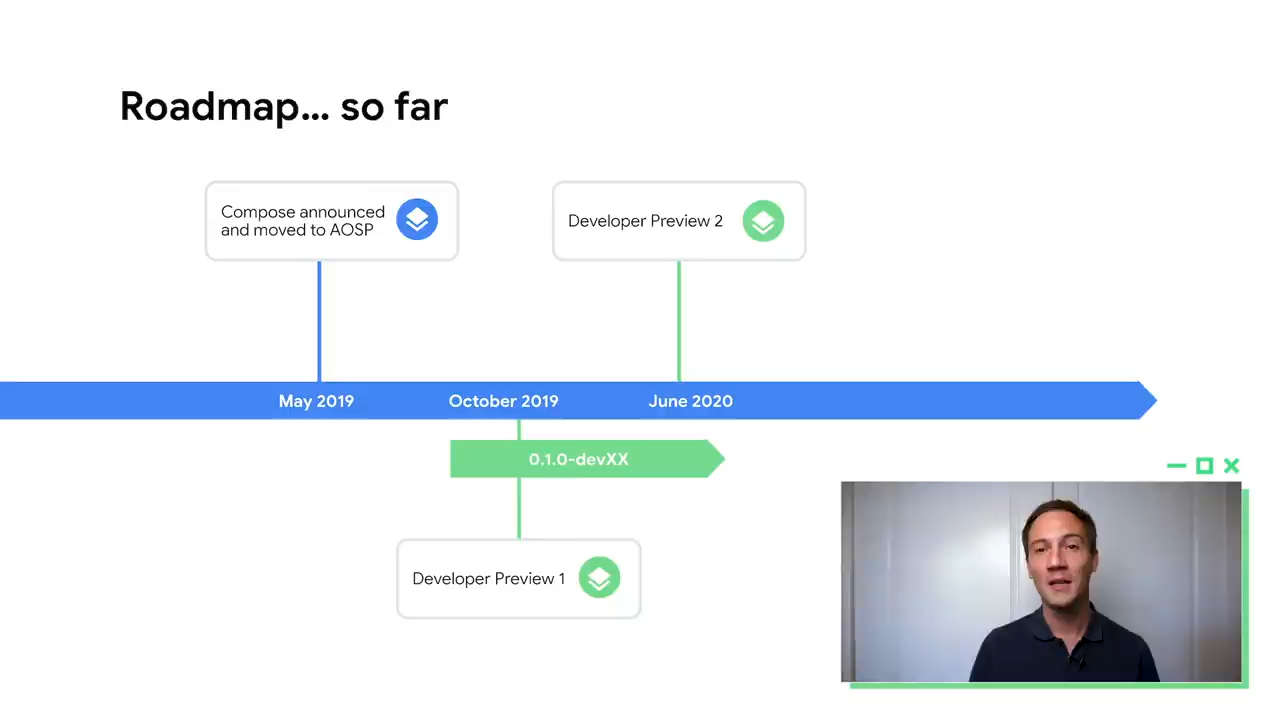 Roadmap... so far
Compose announced
and moved to AOSP
Developer Preview 2
May 2019
October 2019
June 2020
0.1.0-devXX
Developer Preview 1